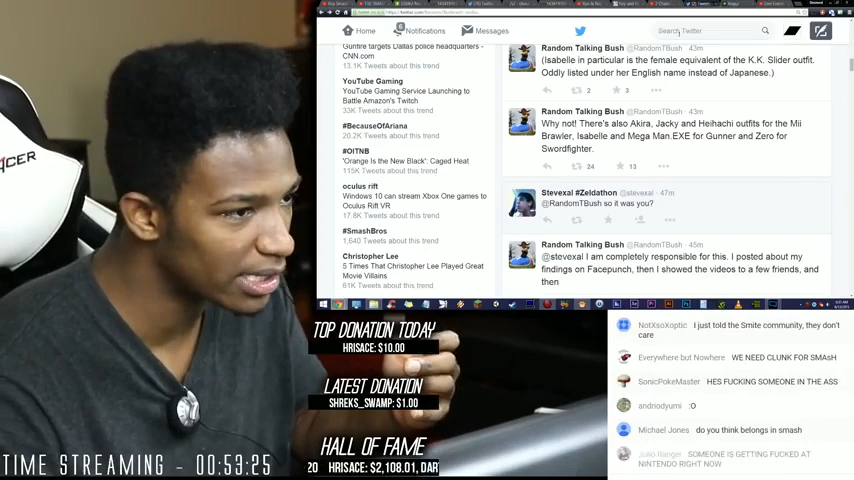 Home
6
Notifications
Messages
Search Twitter
Gunfire targets Dallas police headquarters -
CNN.com
13.1K Tweets about this trend
YouTube Gaming
YouTube Gaming Service Launching to
Battle Amazon's Twitch
33K Tweets about this trend
#BecauseOfAriana
20.2K Tweets about this trend
#OITNB
'Orange Is the New Black': Caged Heat
115K Tweets about this trend
oculus rift
Windows 10 can stream Xbox One games to
Oculus Rift VR
17.8K Tweets about this trend
#SmashBros
1,640 Tweets about this trend
Christopher Lee
5 Times That Christopher Lee Played Great
Movie Villains
61K Tweets about this trend
Random Talking Bush @RandomTBush · 43m
(Isabelle in particular is the female equivalent of the K.K. Slider outfit.
Oddly listed under her English name instead of Japanese.)
2 3
Random Talking Bush @RandomTBush · 43m
Why not! There's also Akira, Jacky and Heihachi outfits for the Mii
Brawler, Isabelle and Mega Man.EXE for Gunner and Zero for
Swordfighter.
24 13
Stevexal #Zeldathon @stevexal · 47m
@RandomTBush so it was you?
Random Talking Bush @RandomTBush · 45m
@stevexal I am completely responsible for this. I posted about my
findings on Facepunch, then I showed the videos to a few friends, and
then
ACER
TOP DONATION TODAY
HRISACE: $10.00
LATEST DONATION
SHREKS_SWAMP: $1.00
HALL OF FAME
20 HRISACE: $2,108.01, DAR
TIME STREAMING - 00:53:25
NotXsoXoptic I just told the Smite community, they don't
care
Everywhere but Nowhere WE NEED CLUNK FOR SMAsH
SonicPokeMaster HES FUCKING SOMEONE IN THE ASS
andriodyumi :O
Michael Jones do you think belongs in smash
Julio Ranger SOMEONE IS GETTING FUCKED AT
NINTENDO RIGHT NOW